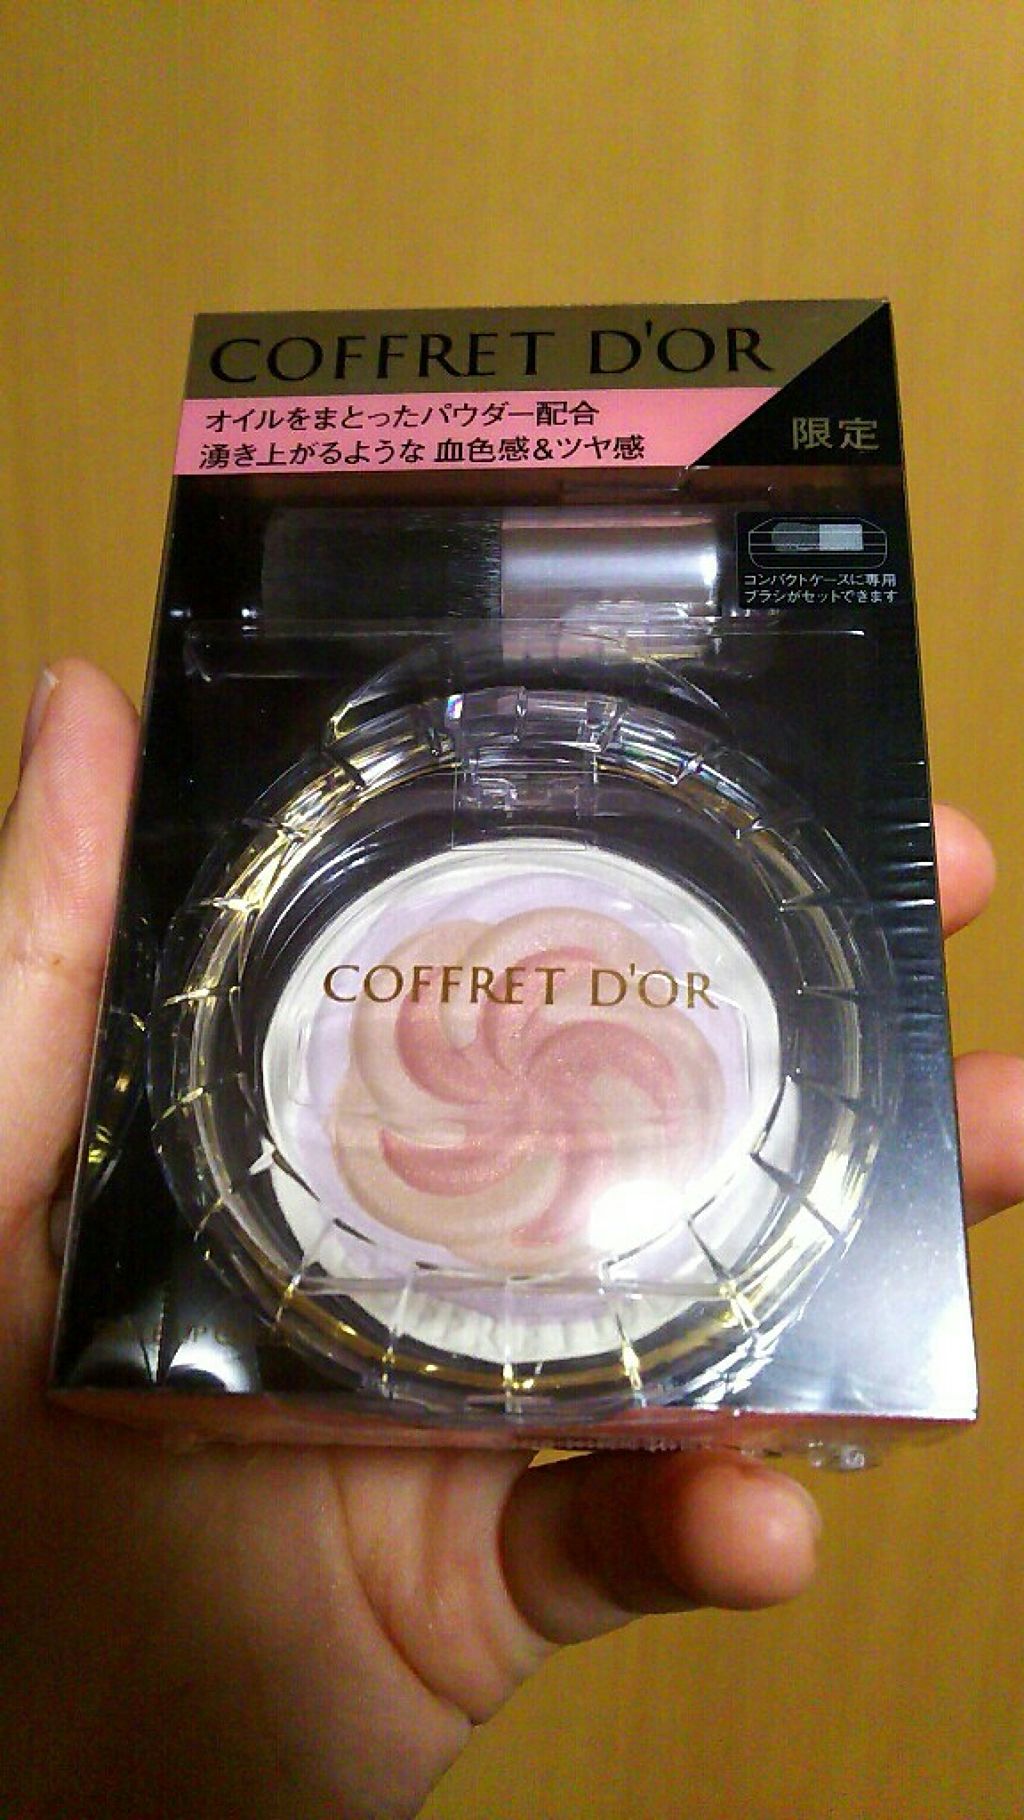 COFFRET D'OR
オイルをまとったパウダー配合
湧き上がるような 血色感&ツヤ感
限定
コンパクトケースに専用
ブラシがセットできます
COFFRET D'OR